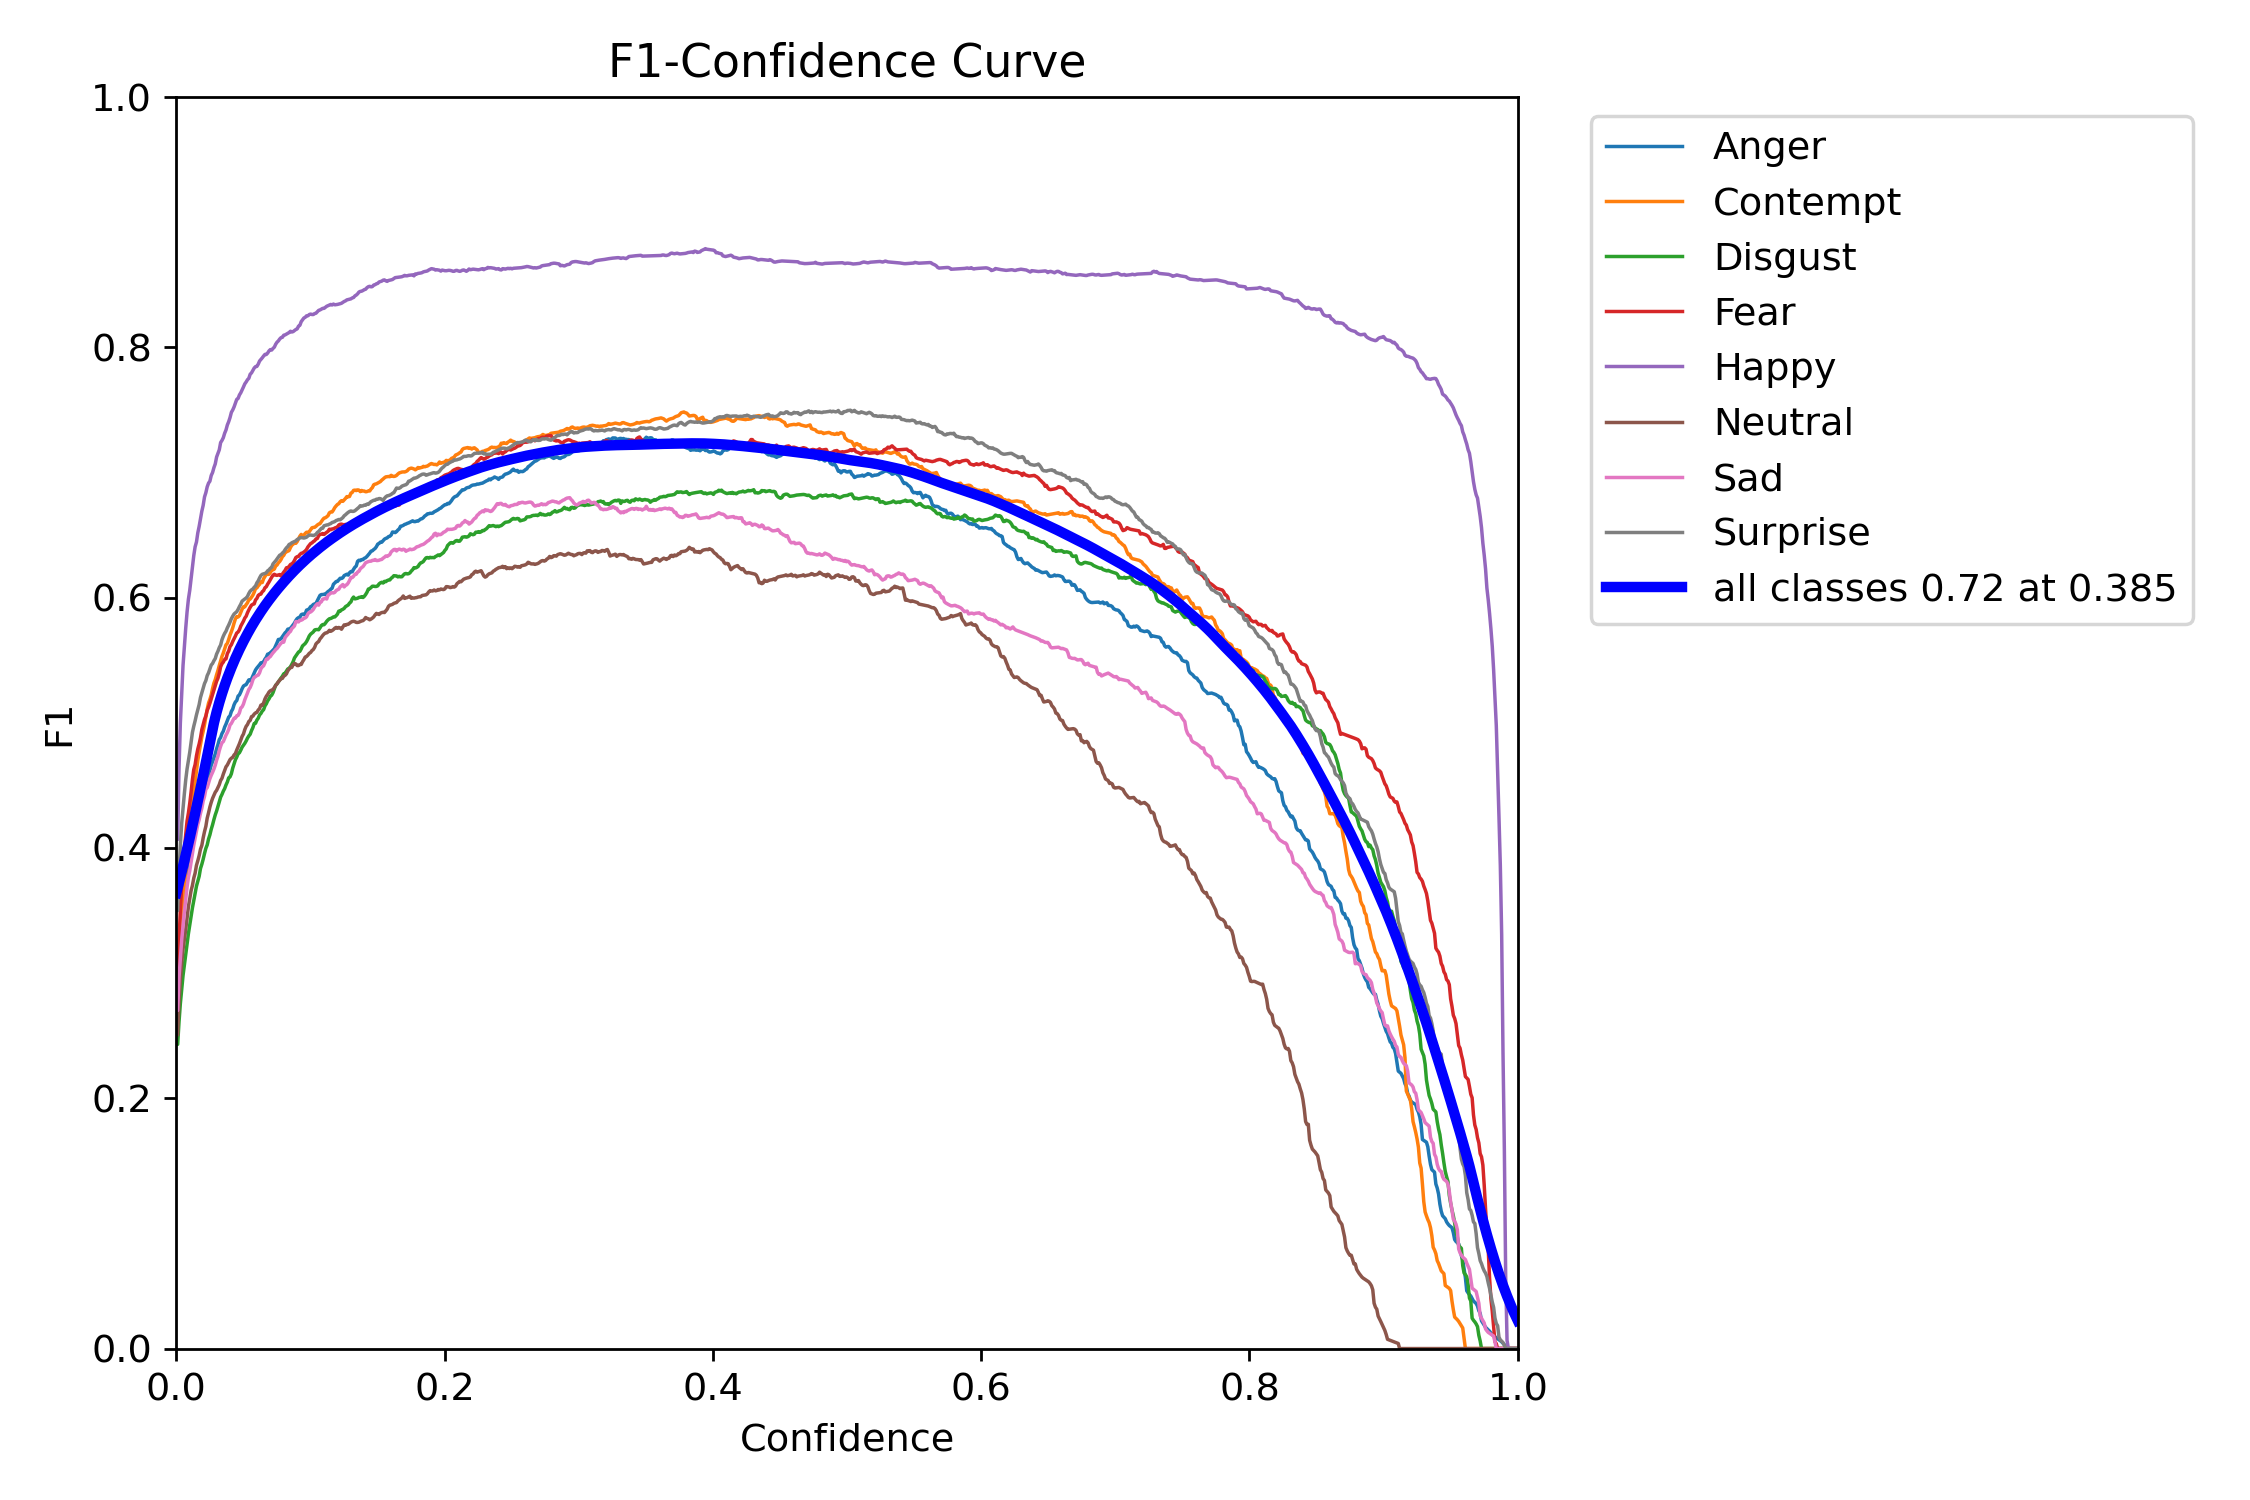 F1-Confidence Curve
1.0
0.8
0.6
0.4
0.2
0.0
F1
0.0 0.2 0.4 0.6 0.8 1.0
Confidence
Anger
Contempt
Disgust
Fear
Happy
Neutral
Sad
Surprise
all classes 0.72 at 0.385